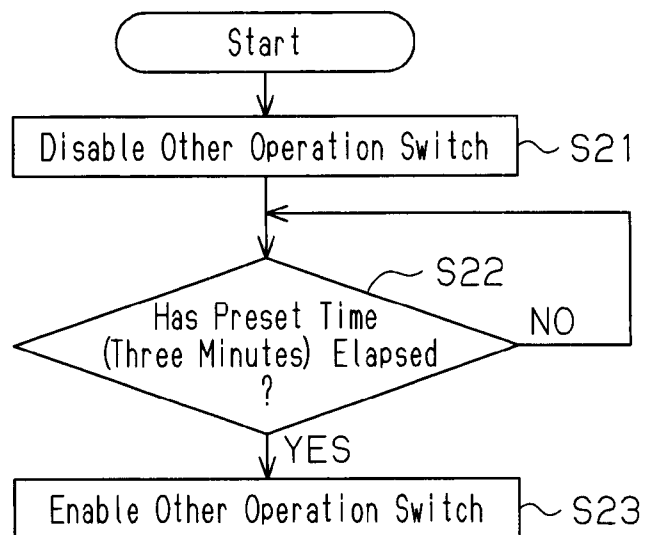 Start
Disable Other Operation Switch
S21
S22
Has Preset Time
(Three Minutes) Elapsed
?
NO
YES
Enable Other Operation Switch
S23